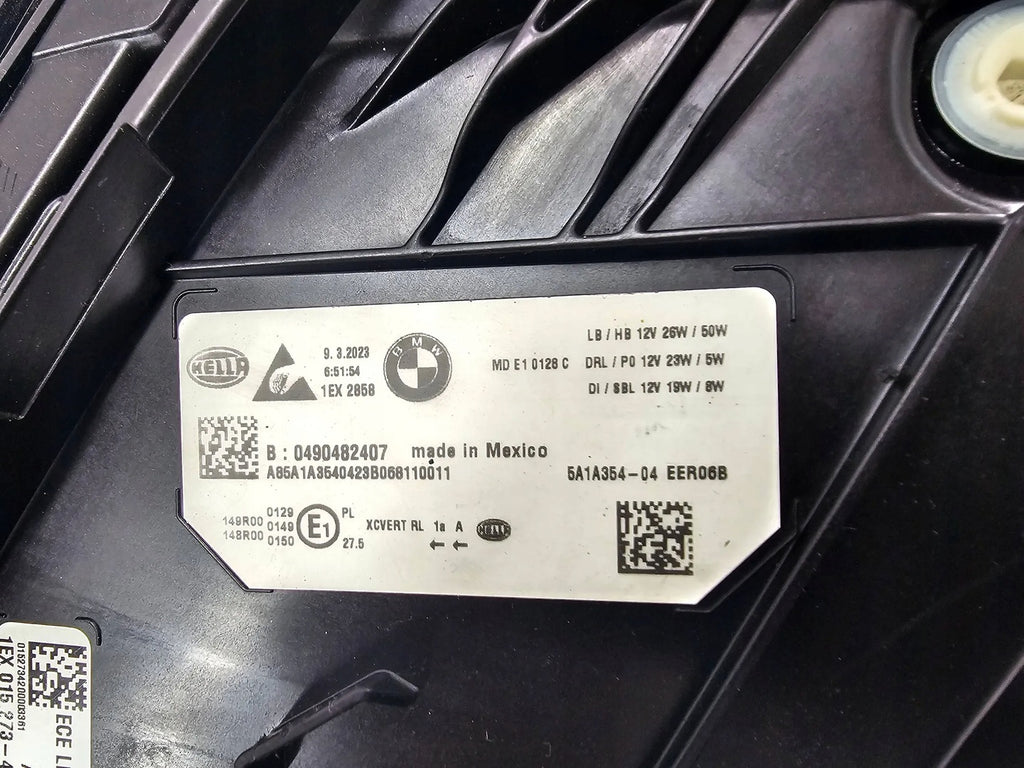 HELLA
9. 3.2023
6:51:54
1EX 2858
BMW
MD E1 0128 C
LB / HB 12V 26W / 50W
DRL / PO 12V 23W / 5W
DI / SBL 12V 19W / 8W
B : 0490482407 made in Mexico
A85A1A3540423B068110011
5A1A354-04 EER06B
0129
149R00 0149
148R00 0150
E1
PL
27.5
XCVERT RL 1a A
← ←
HELLA
01527342000003361
1EX 015 273-4
ECE